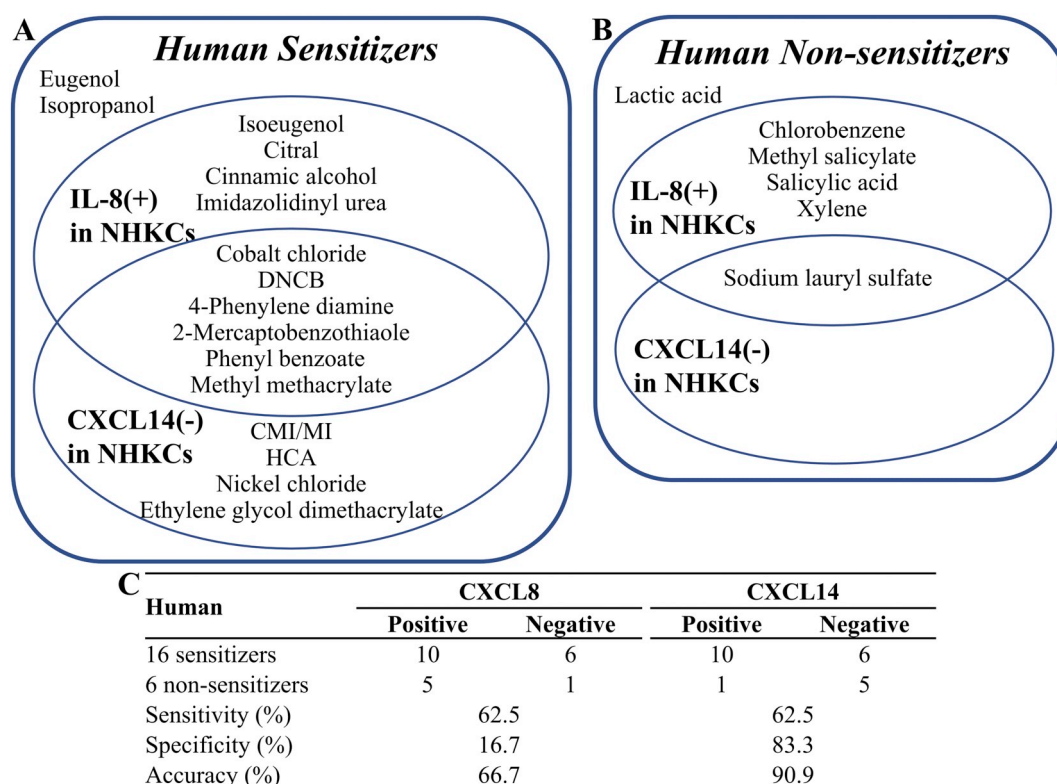 A
Human Sensitizers
Eugenol
Isopropanol
Isoeugenol
Citral
Cinnamic alcohol
Imidazolidinyl urea
IL-8(+)
in NHKCs
Cobalt chloride
DNCB
4-Phenylene diamine
2-Mercaptobenzothiaole
Phenyl benzoate
Methyl methacrylate
CXCL14(-)
in NHKCs
CMI/MI
HCA
Nickel chloride
Ethylene glycol dimethacrylate
B
Human Non-sensitizers
Lactic acid
Chlorobenzene
Methyl salicylate
Salicylic acid
Xylene
IL-8(+)
in NHKCs
Sodium lauryl sulfate
CXCL14(-)
in NHKCs
C
Human CXCL8 CXCL14
Positive Negative Positive Negative
16 sensitizers 10 6 10 6
6 non-sensitizers 5 1 1 5
Sensitivity (%) 62.5 62.5
Specificity (%) 16.7 83.3
Accuracy (%) 66.7 90.9